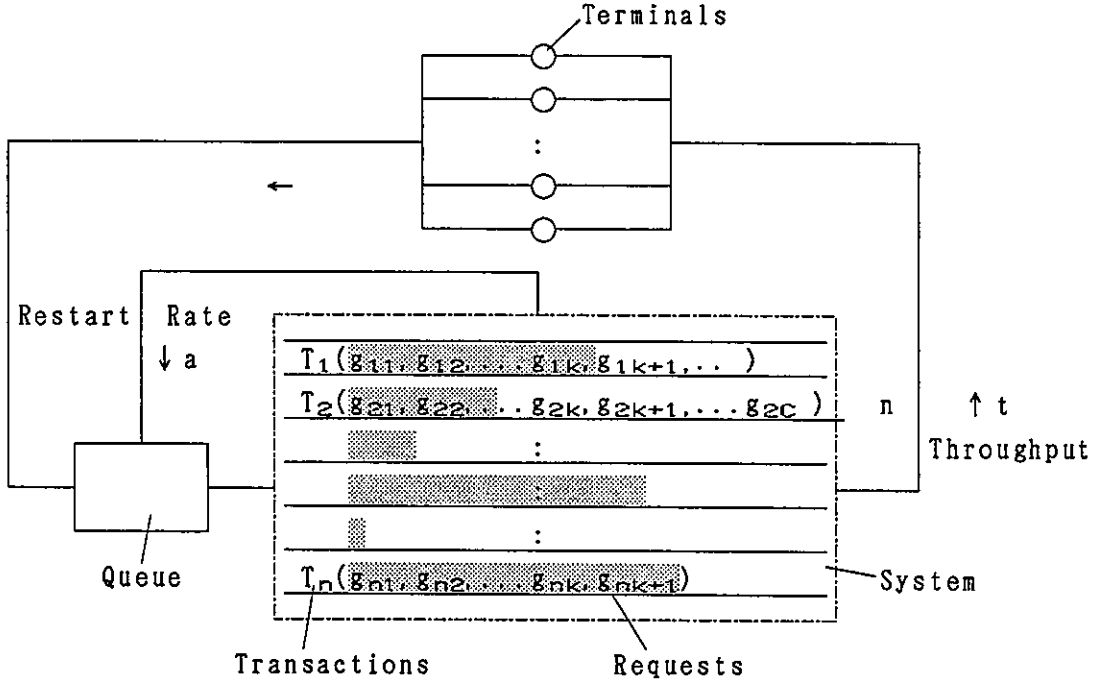 Terminals
:
←
Restart Rate
↓ a
T1(g11,g12,...g1k,g1k+1,.. )
T2(g21,g22,...g2k,g2k+1,...g2C)
n
↑ t
Throughput
:
:
:
Queue
Tn(gn1,gn2,...gnk,gnk+1)
System
Transactions
Requests